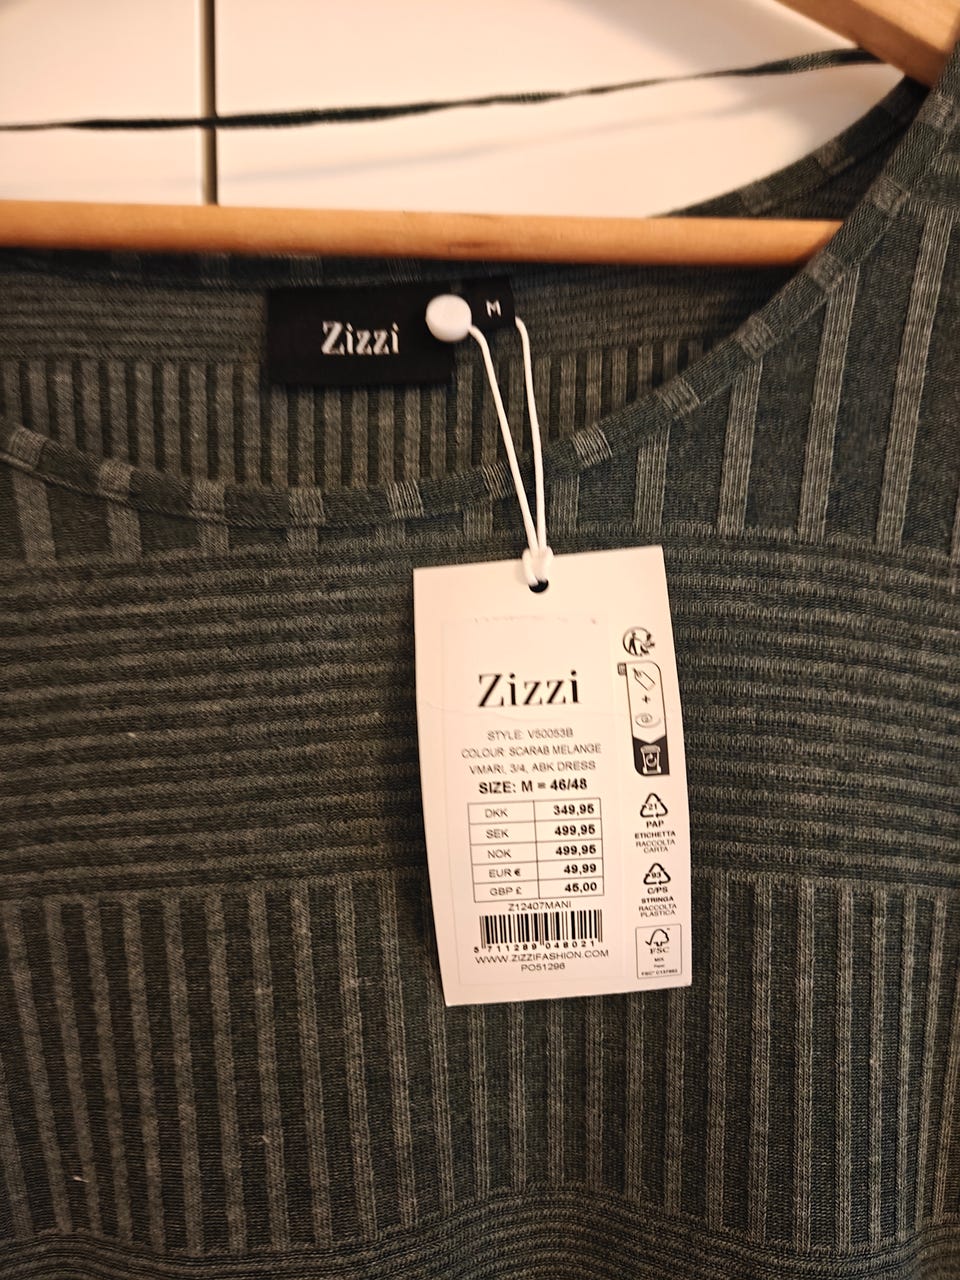 Zizzi
M
Zizzi
STYLE: V50053B
COLOUR: SCARAB MELANGE
VMARI, 3/4, ABK DRESS
SIZE: M = 46/48
DKK 349,95
SEK 499,95
NOK 499,95
EUR € 49,99
GBP £ 45,00
Z12407MANI
5 711289 048021
WWW.ZIZZIFASHION.COM
PO51296
+
21
PAP
ETICHETTA
RACCOLTA
CARTA
93
C/PS
STRINGA
RACCOLTA
PLASTICA
FSC
MIX
Paper